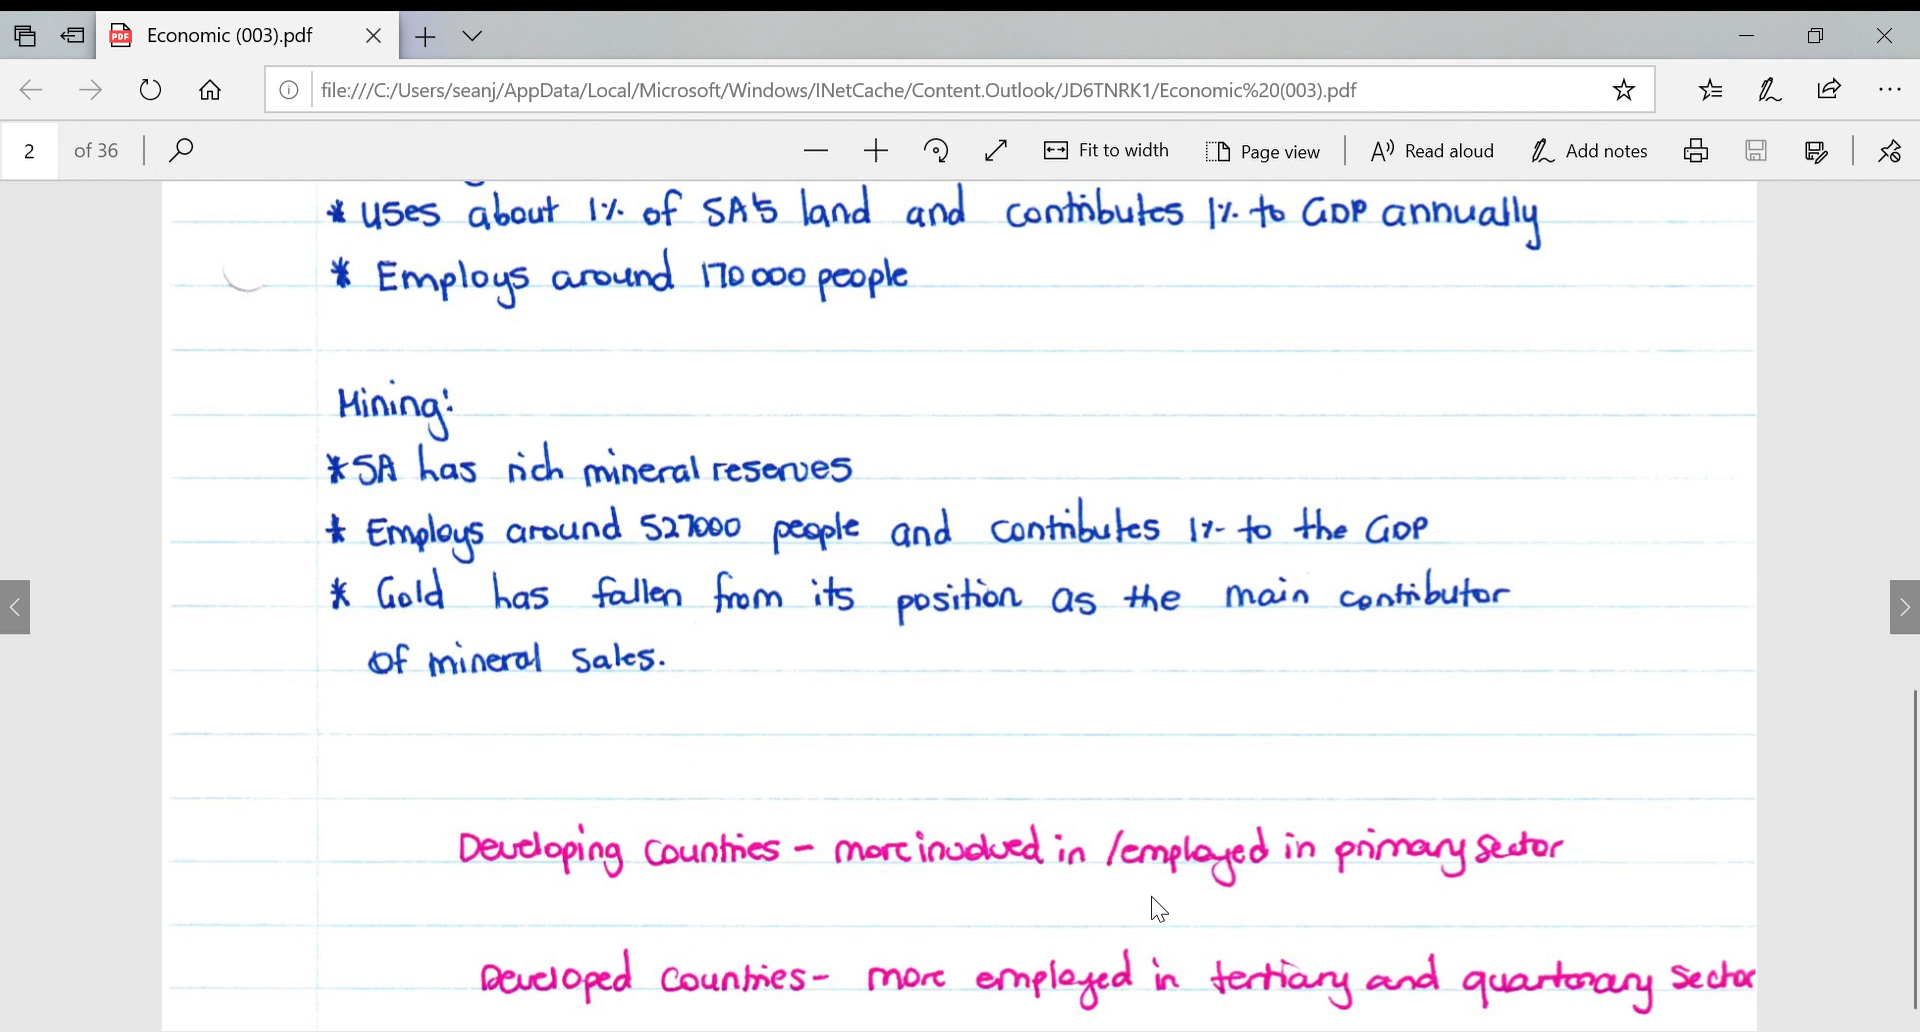 Economic (003).pdf
file:///C:/Users/seanj/AppData/Local/Microsoft/Windows/INetCache/Content.Outlook/JD6TNRK1/Economic%20(003).pdf
2 of 36 Fit to width Page view Read aloud Add notes
* uses about 1% of SA's land and contributes 1% to GDP annually
* Employs around 170 000 people
Mining:
* SA has rich mineral reserves
* Employs around 527000 people and contributes 1% to the GDP
* Gold has fallen from its position as the main contributor
of mineral sales.
Developing countries - more involved in / employed in primary sector
Developed countries - more employed in tertiary and quartenary sector